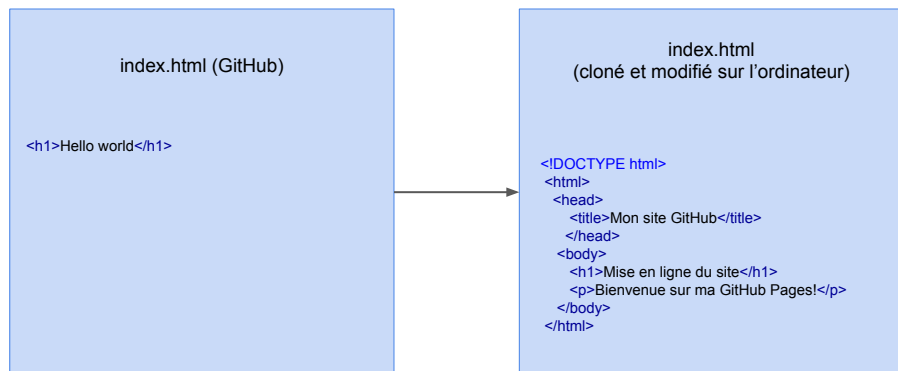 index.html (GitHub)
<h1>Hello world</h1>
index.html
(cloné et modifié sur l’ordinateur)
<!DOCTYPE html>
<html>
<head>
<title>Mon site GitHub</title>
</head>
<body>
<h1>Mise en ligne du site</h1>
<p>Bienvenue sur ma GitHub Pages!</p>
</body>
</html>